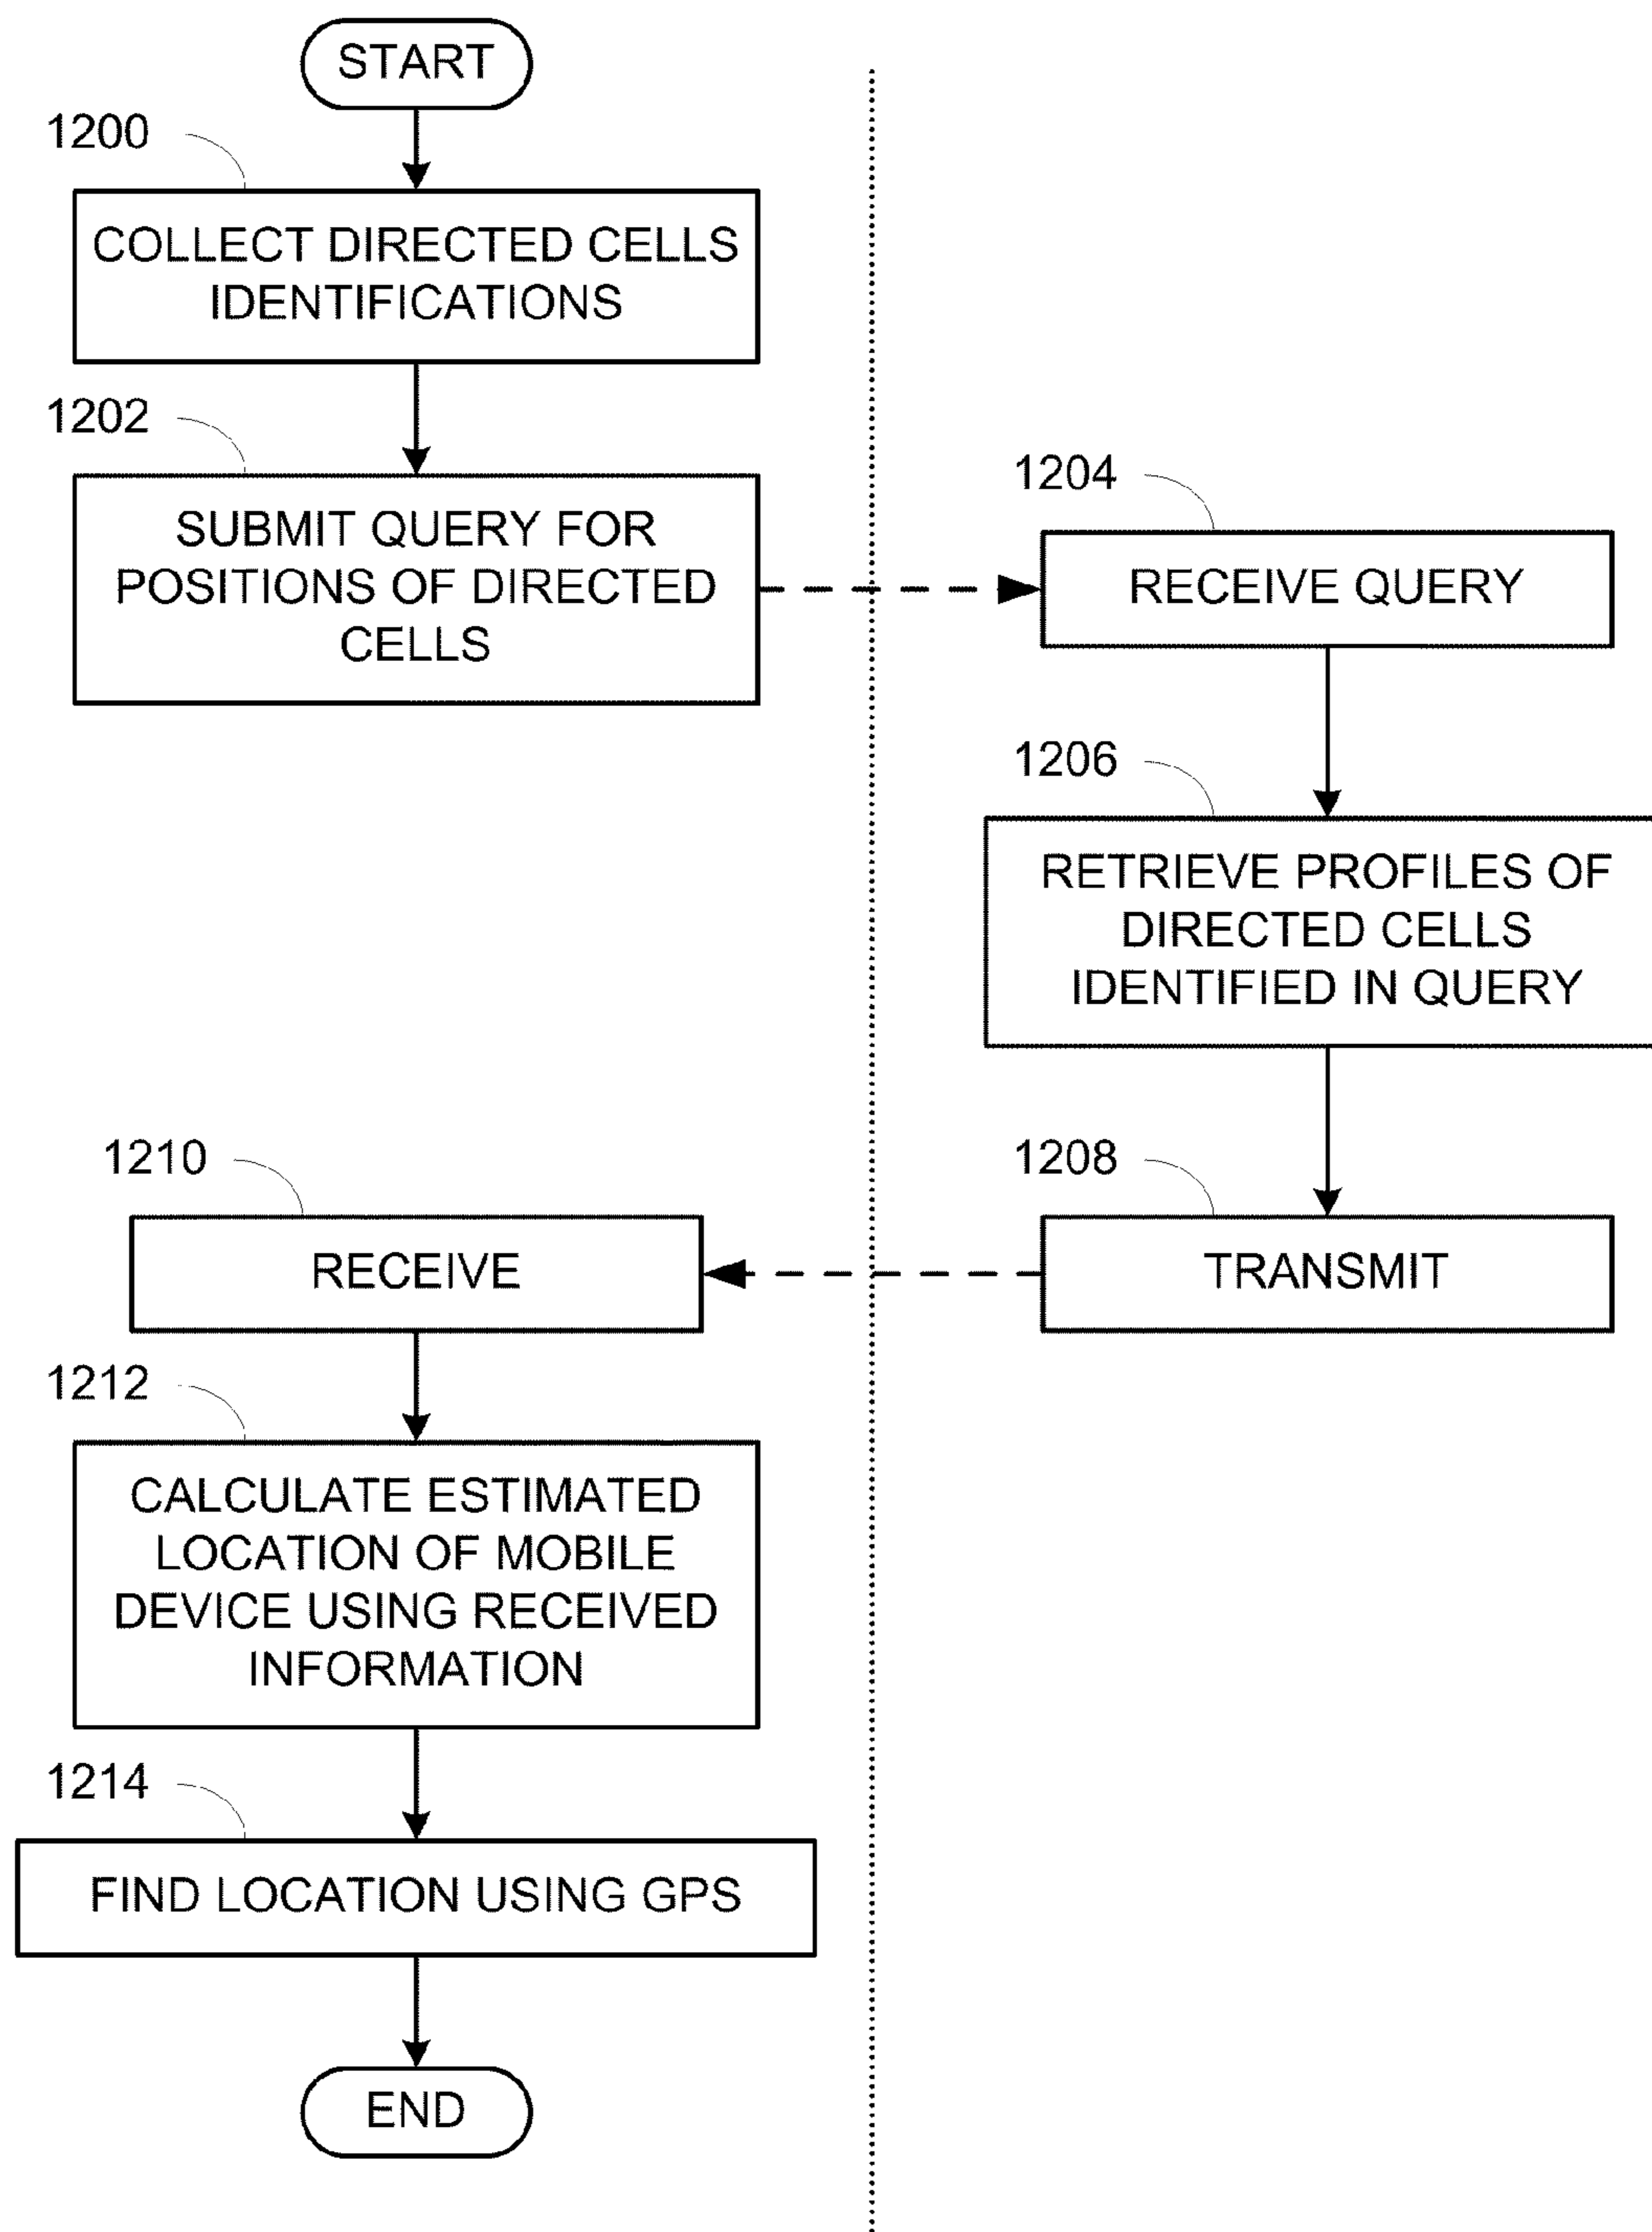 START
1200
COLLECT DIRECTED CELLS
IDENTIFICATIONS
1202
SUBMIT QUERY FOR
POSITIONS OF DIRECTED
CELLS
1204
RECEIVE QUERY
1206
RETRIEVE PROFILES OF
DIRECTED CELLS
IDENTIFIED IN QUERY
1208
TRANSMIT
1210
RECEIVE
1212
CALCULATE ESTIMATED
LOCATION OF MOBILE
DEVICE USING RECEIVED
INFORMATION
1214
FIND LOCATION USING GPS
END